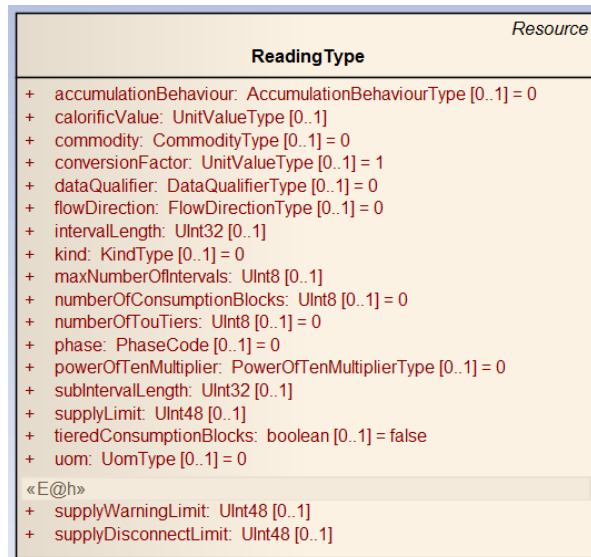 Resource
ReadingType
+ accumulationBehaviour: AccumulationBehaviourType [0..1] = 0
+ calorificValue: UnitValueType [0..1]
+ commodity: CommodityType [0..1] = 0
+ conversionFactor: UnitValueType [0..1] = 1
+ dataQualifier: DataQualifierType [0..1] = 0
+ flowDirection: FlowDirectionType [0..1] = 0
+ intervalLength: UInt32 [0..1]
+ kind: KindType [0..1] = 0
+ maxNumberOfIntervals: UInt8 [0..1]
+ numberOfConsumptionBlocks: UInt8 [0..1] = 0
+ numberOfTouTiers: UInt8 [0..1] = 0
+ phase: PhaseCode [0..1] = 0
+ powerOfTenMultiplier: PowerOfTenMultiplierType [0..1] = 0
+ subIntervalLength: UInt32 [0..1]
+ supplyLimit: UInt48 [0..1]
+ tieredConsumptionBlocks: boolean [0..1] = false
+ uom: UomType [0..1] = 0
«E@h»
+ supplyWarningLimit: UInt48 [0..1]
+ supplyDisconnectLimit: UInt48 [0..1]